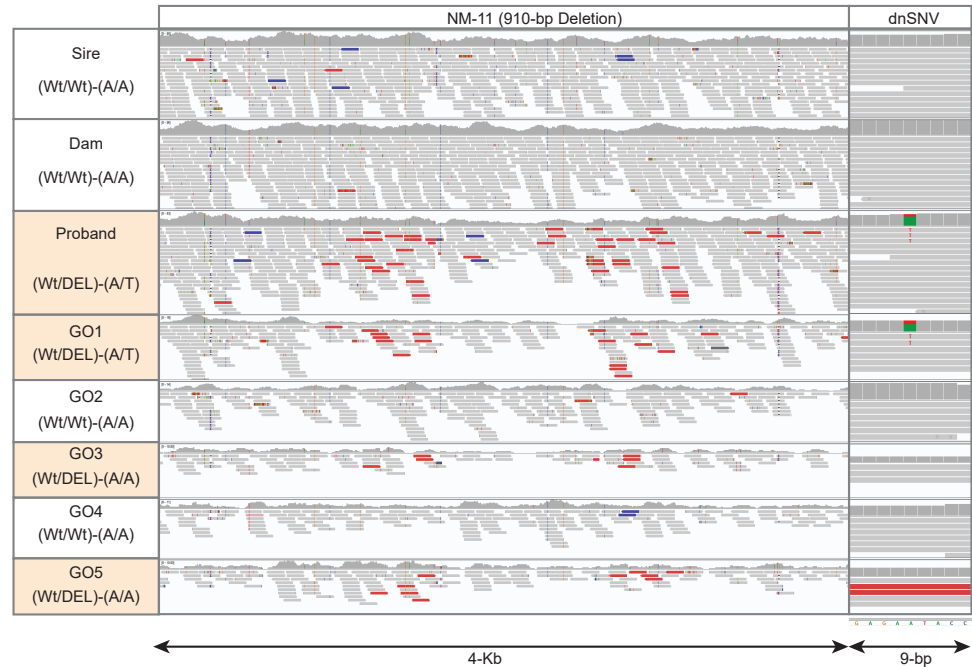 NM-11 (910-bp Deletion)
dnSNV
Sire
(Wt/Wt)-(A/A)
Dam
(Wt/Wt)-(A/A)
Proband
(Wt/DEL)-(A/T)
T
T
GO1
(Wt/DEL)-(A/T)
T
T
GO2
(Wt/Wt)-(A/A)
GO3
(Wt/DEL)-(A/A)
GO4
(Wt/Wt)-(A/A)
GO5
(Wt/DEL)-(A/A)
G A G A A T A C C
4-Kb
9-bp